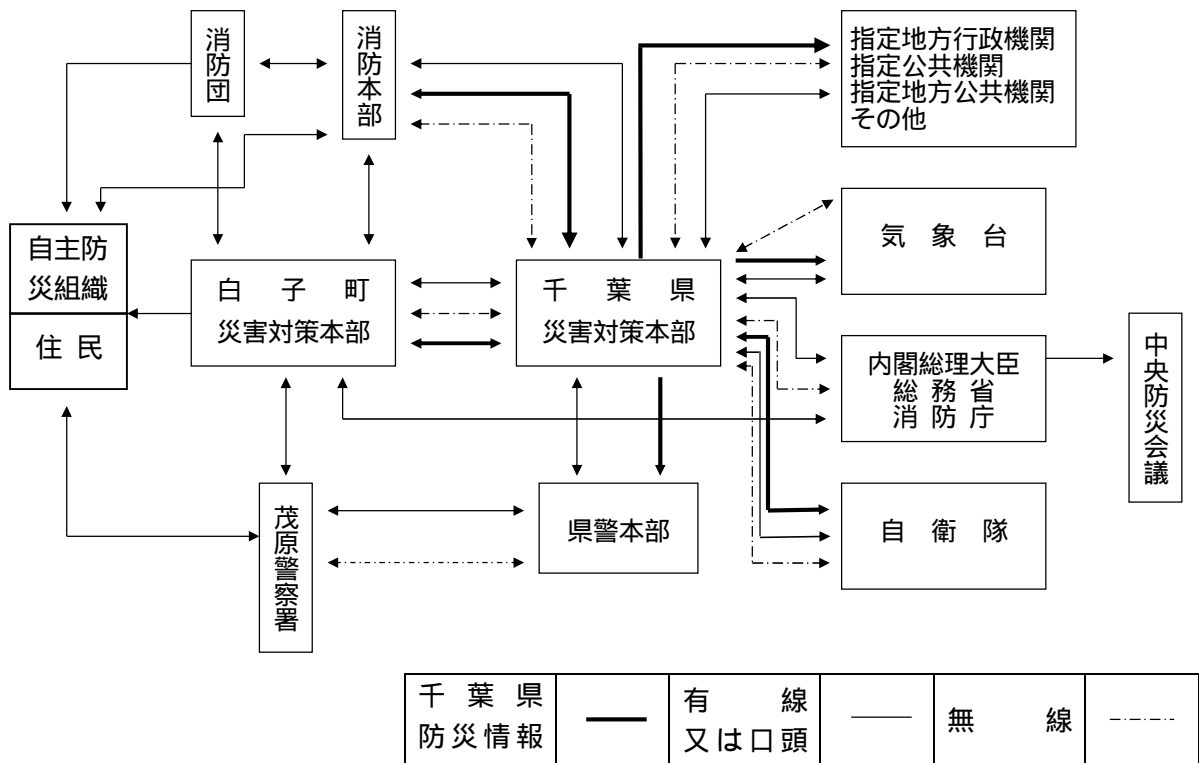 消防団
消防本部
指定地方行政機関
指定公共機関
指定地方公共機関
その他
気象台
自主防
災組織
住民
白子町
災害対策本部
千葉県
災害対策本部
内閣総理大臣
総務省
消防庁
中央防災会議
茂原警察署
県警本部
自衛隊
千葉県
防災情報
有線
又は口頭
無線